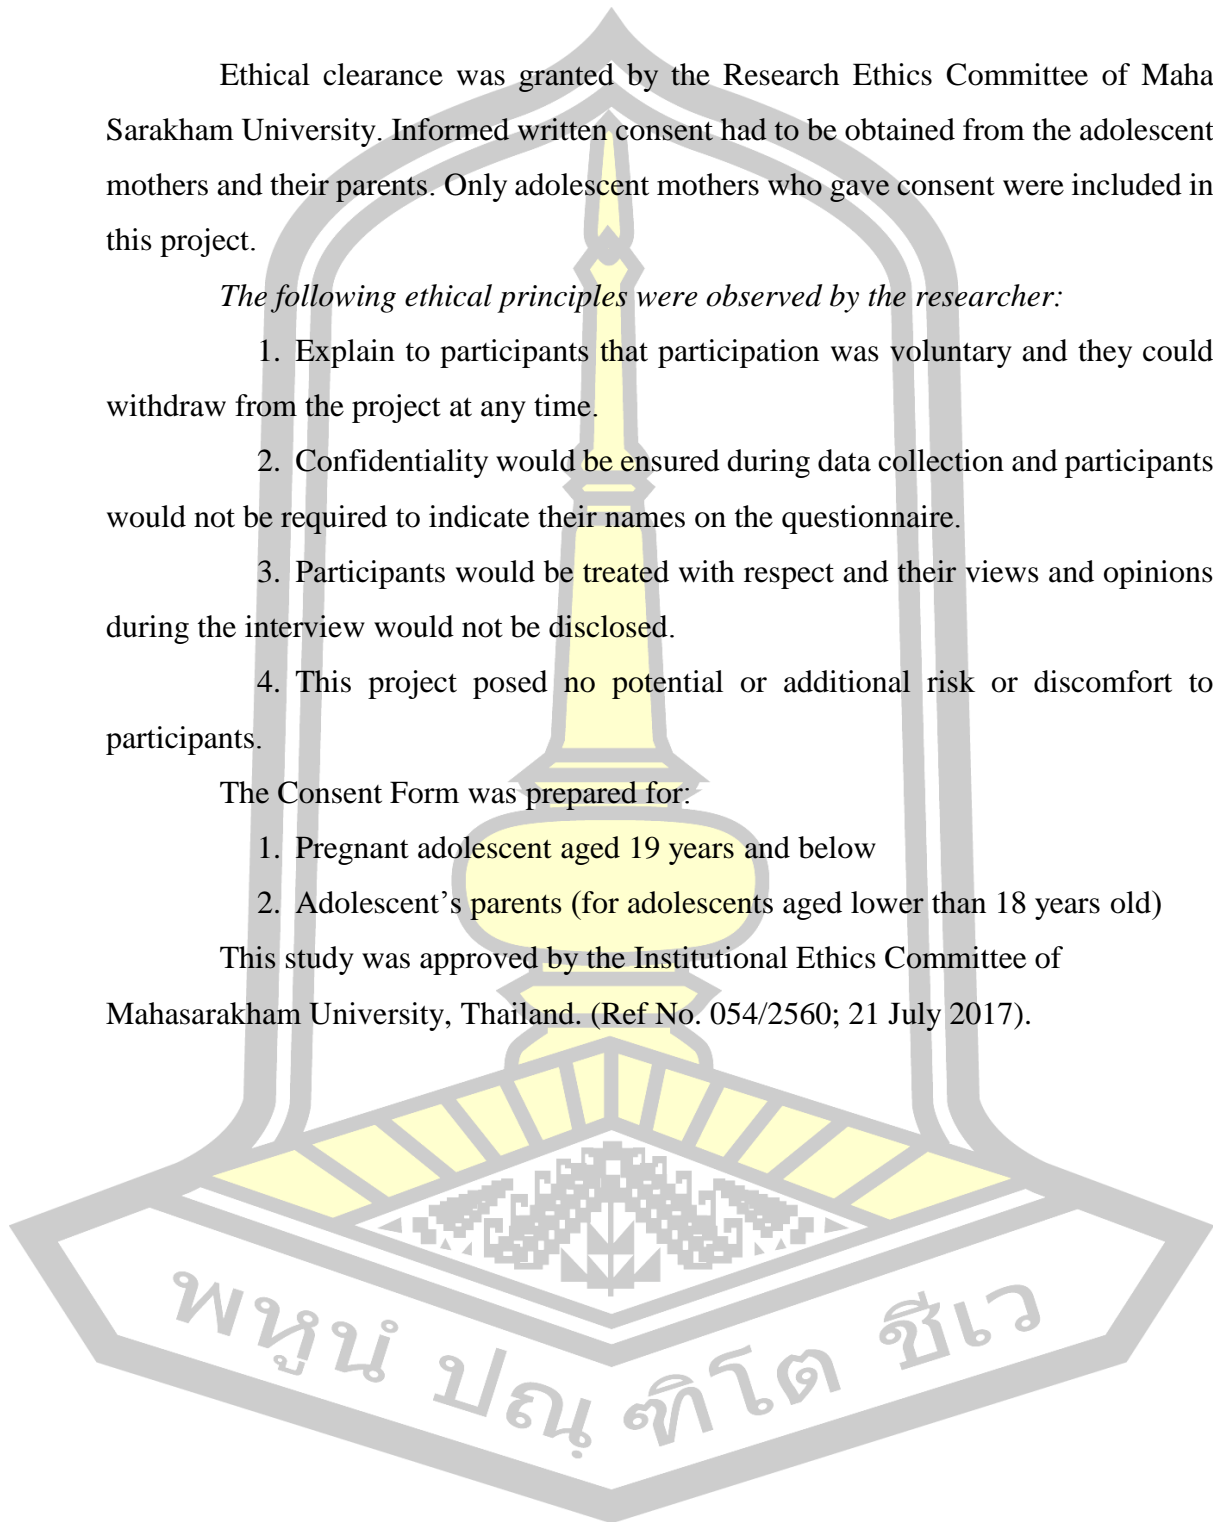 Ethical clearance was granted by the Research Ethics Committee of Maha
Sarakham University. Informed written consent had to be obtained from the adolescent
mothers and their parents. Only adolescent mothers who gave consent were included in
this project.
The following ethical principles were observed by the researcher:
1. Explain to participants that participation was voluntary and they could
withdraw from the project at any time.
2. Confidentiality would be ensured during data collection and participants
would not be required to indicate their names on the questionnaire.
3. Participants would be treated with respect and their views and opinions
during the interview would not be disclosed.
4. This project posed no potential or additional risk or discomfort to
participants.
The Consent Form was prepared for:
1. Pregnant adolescent aged 19 years and below
2. Adolescent’s parents (for adolescents aged lower than 18 years old)
This study was approved by the Institutional Ethics Committee of
Mahasarakham University, Thailand. (Ref No. 054/2560; 21 July 2017).
พหูนํ ปณฺ ฑิโต ชีเว